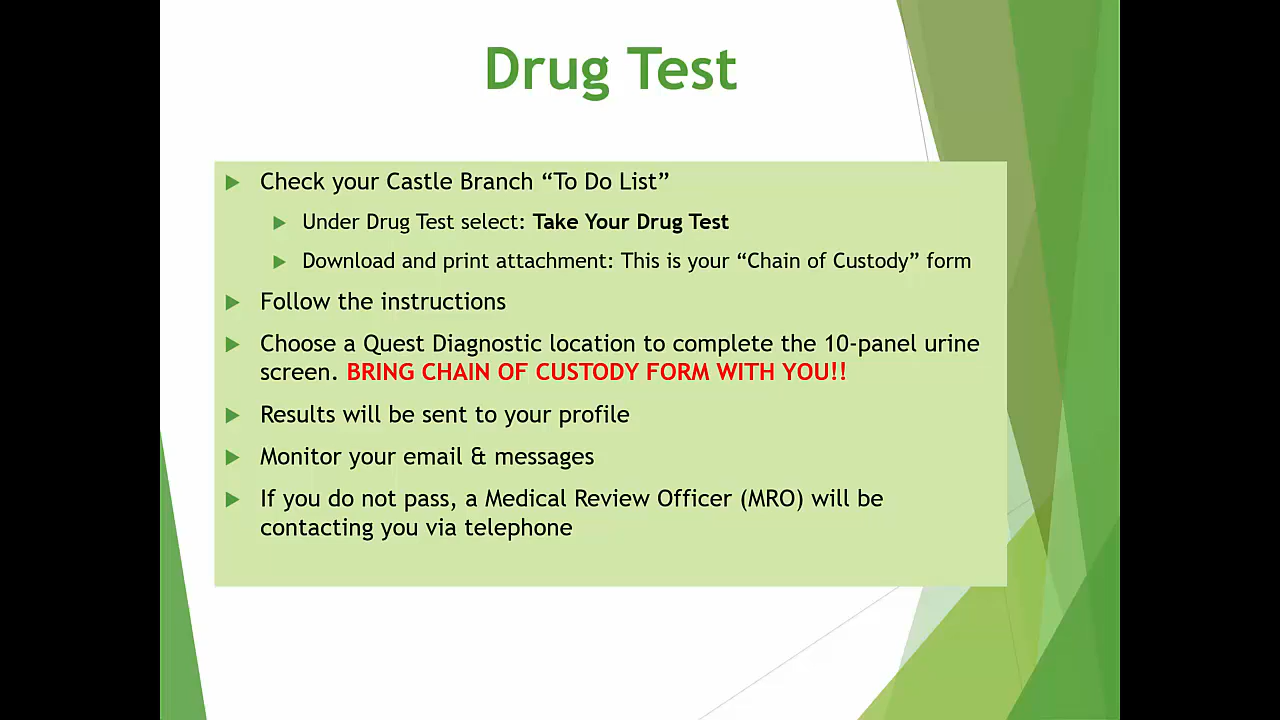 Drug Test
Check your Castle Branch “To Do List”
Under Drug Test select: Take Your Drug Test
Download and print attachment: This is your “Chain of Custody” form
Follow the instructions
Choose a Quest Diagnostic location to complete the 10-panel urine
screen. BRING CHAIN OF CUSTODY FORM WITH YOU!!
Results will be sent to your profile
Monitor your email & messages
If you do not pass, a Medical Review Officer (MRO) will be
contacting you via telephone